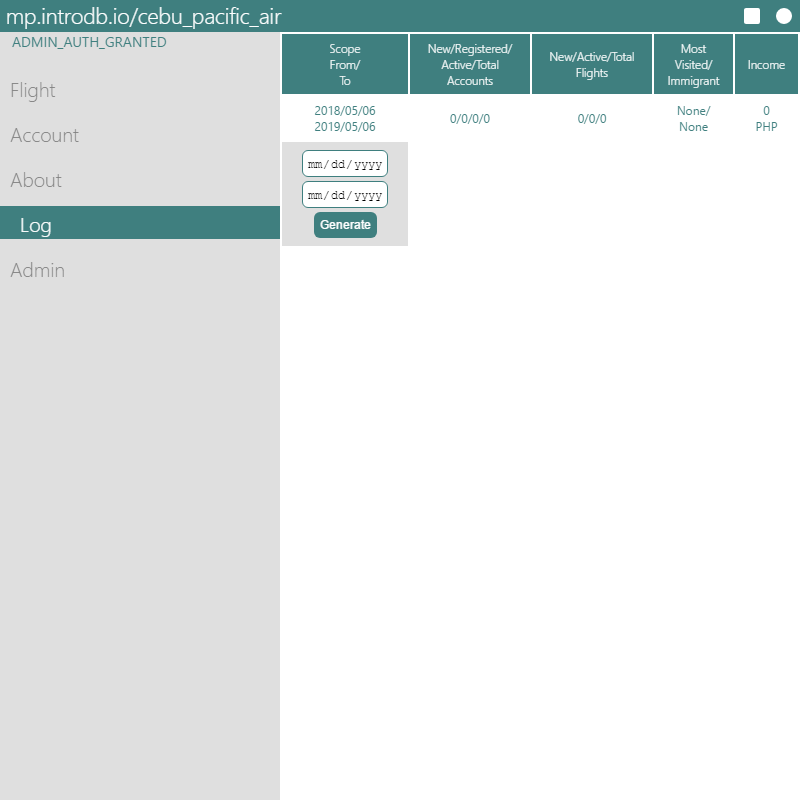 mp.introdb.io/cebu_pacific_air
ADMIN_AUTH_GRANTED
Flight
Account
About
Log
Admin
Scope
From/
To
New/Registered/
Active/Total
Accounts
New/Active/Total
Flights
Most
Visited/
Immigrant
Income
2018/05/06
2019/05/06
0/0/0/0
0/0/0
None/
None
0
PHP
mm/dd/yyyy
mm/dd/yyyy
Generate